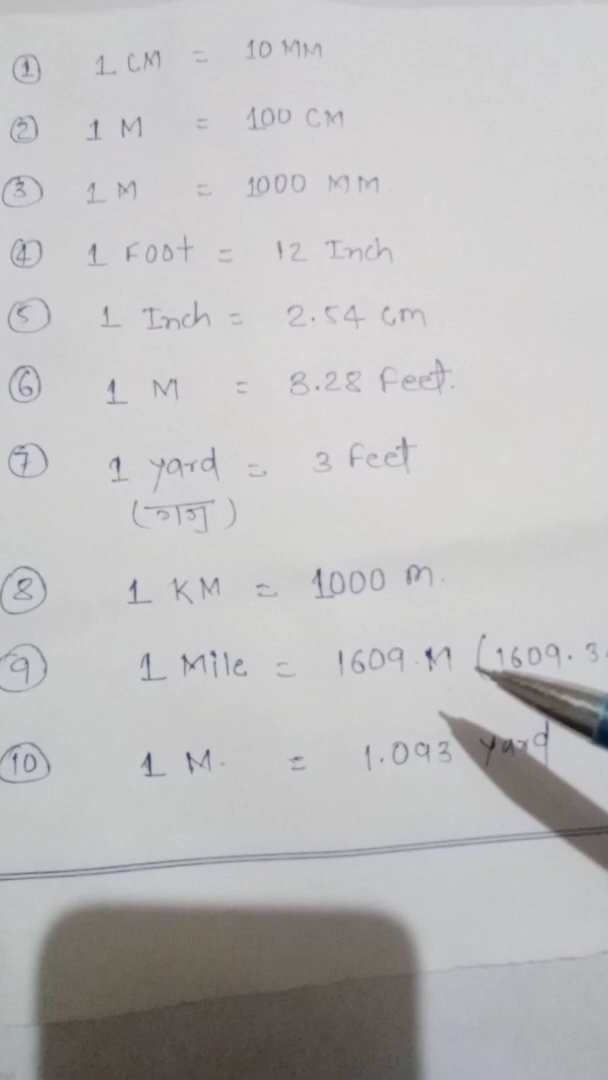 ① 1 CM = 10 MM
② 1 M = 100 CM
③ 1 M = 1000 MM
④ 1 Foot = 12 Inch
⑤ 1 Inch = 2.54 cm
⑥ 1 M = 3.28 Feet.
⑦ 1 yard = 3 Feet
(गज)
⑧ 1 KM = 1000 m.
⑨ 1 Mile = 1609 M (1609.3
⑩ 1 M. = 1.093 yard